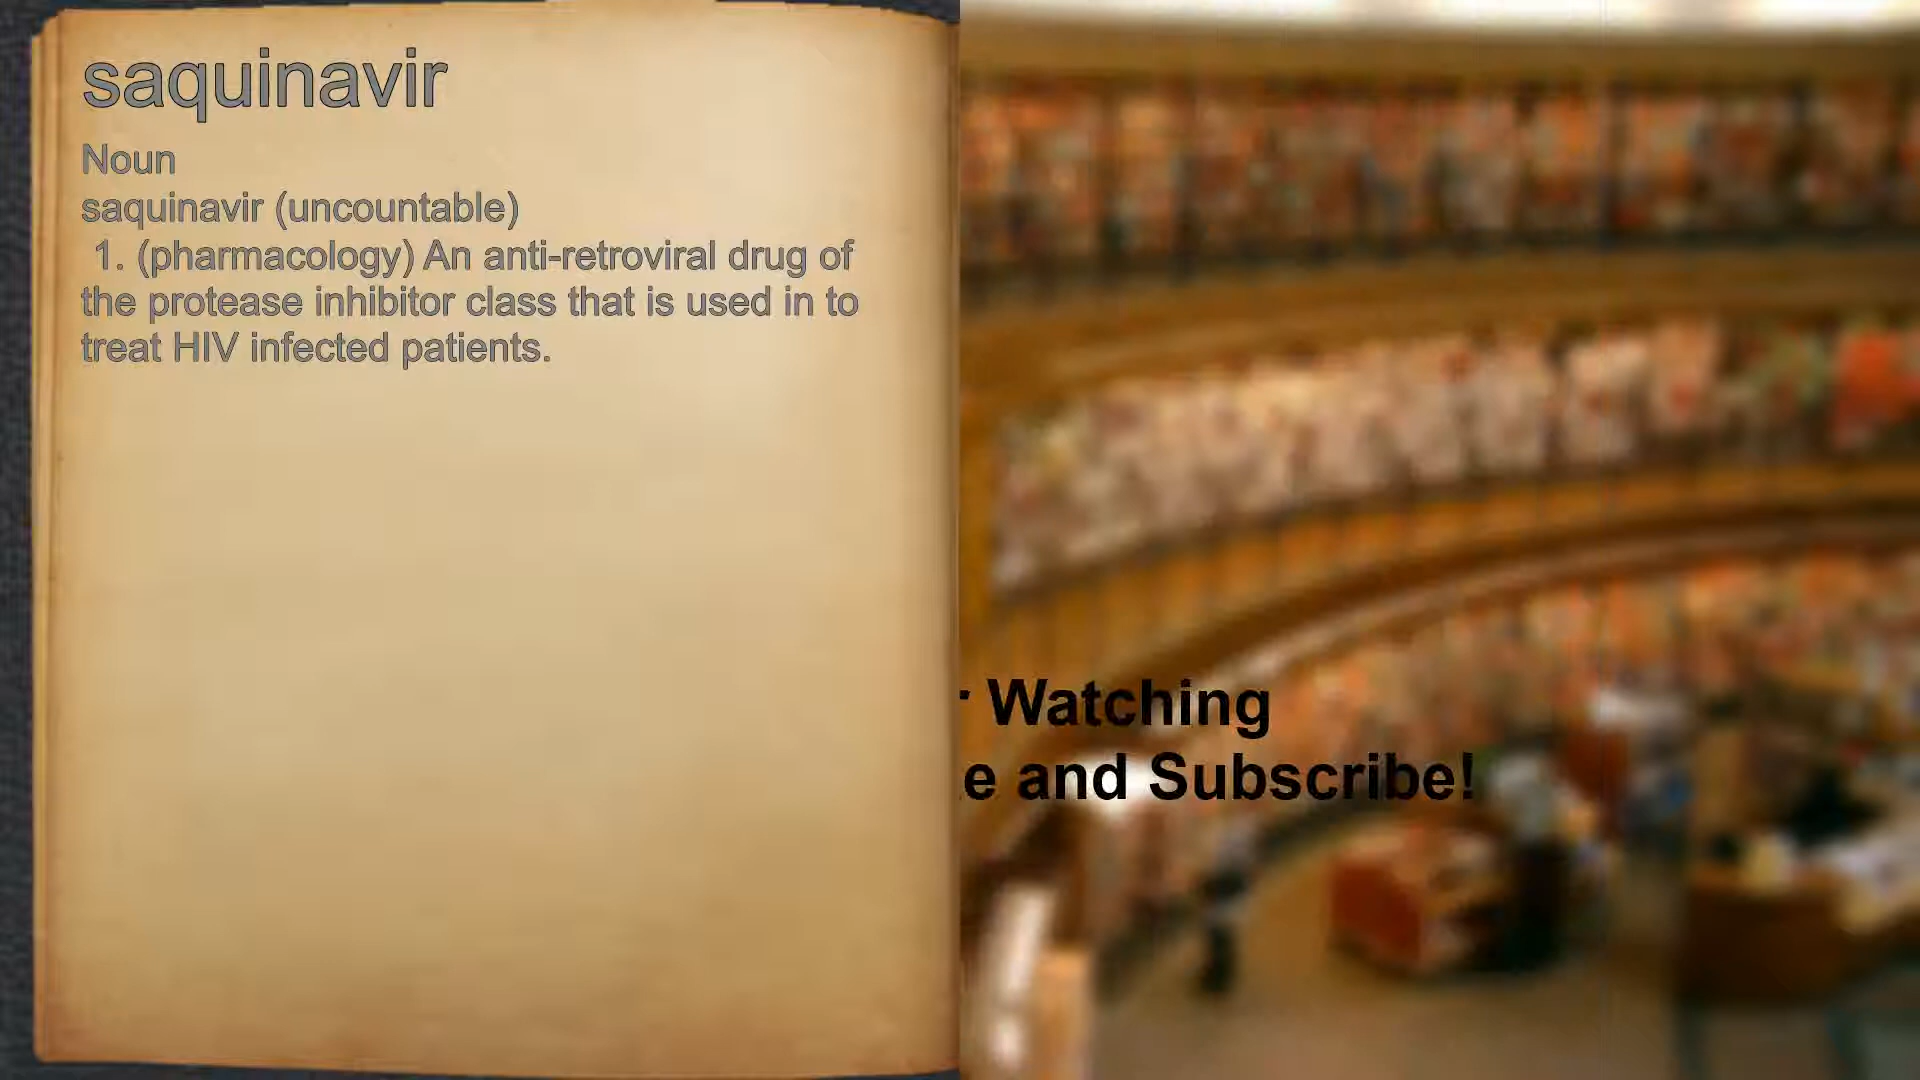 saquinavir
Noun
saquinavir (uncountable)
1. (pharmacology) An anti-retroviral drug of
the protease inhibitor class that is used in to
treat HIV infected patients.
r Watching
e and Subscribe!